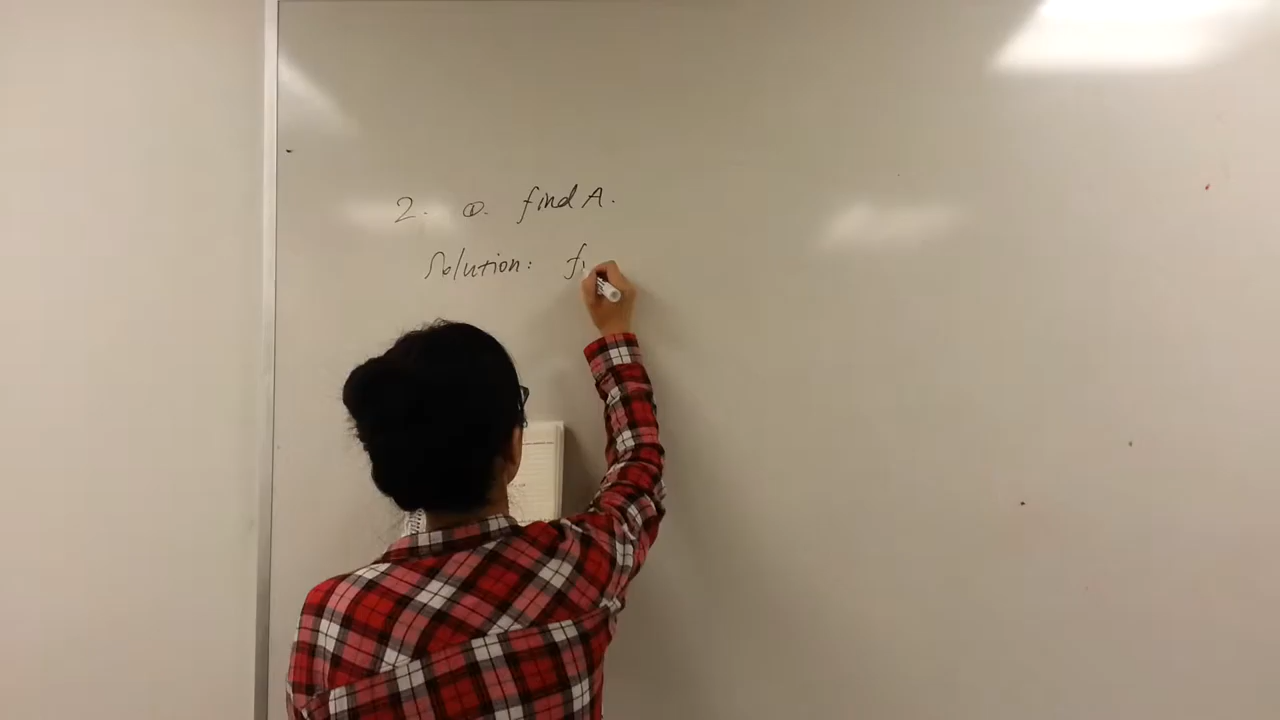 2. ①. find A.
Solution: f